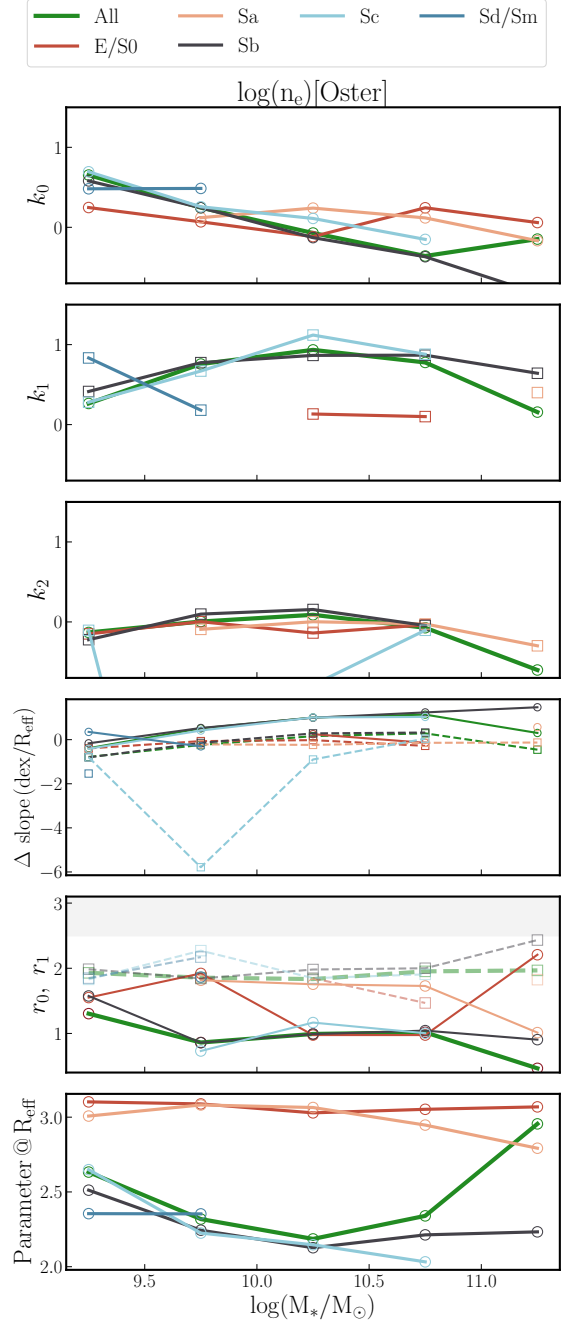 All Sa Sc Sd/Sm
E/S0 Sb
log(n_e)[Oster]
1
k_0
0
1
k_1
0
1
k_2
0
0
Δ slope(dex/R_eff)
−2
−4
−6
3
r_0, r_1
2
1
3.0
Parameter@R_eff
2.5
2.0
9.5 10.0 10.5 11.0
log(M_*/M_⊙)